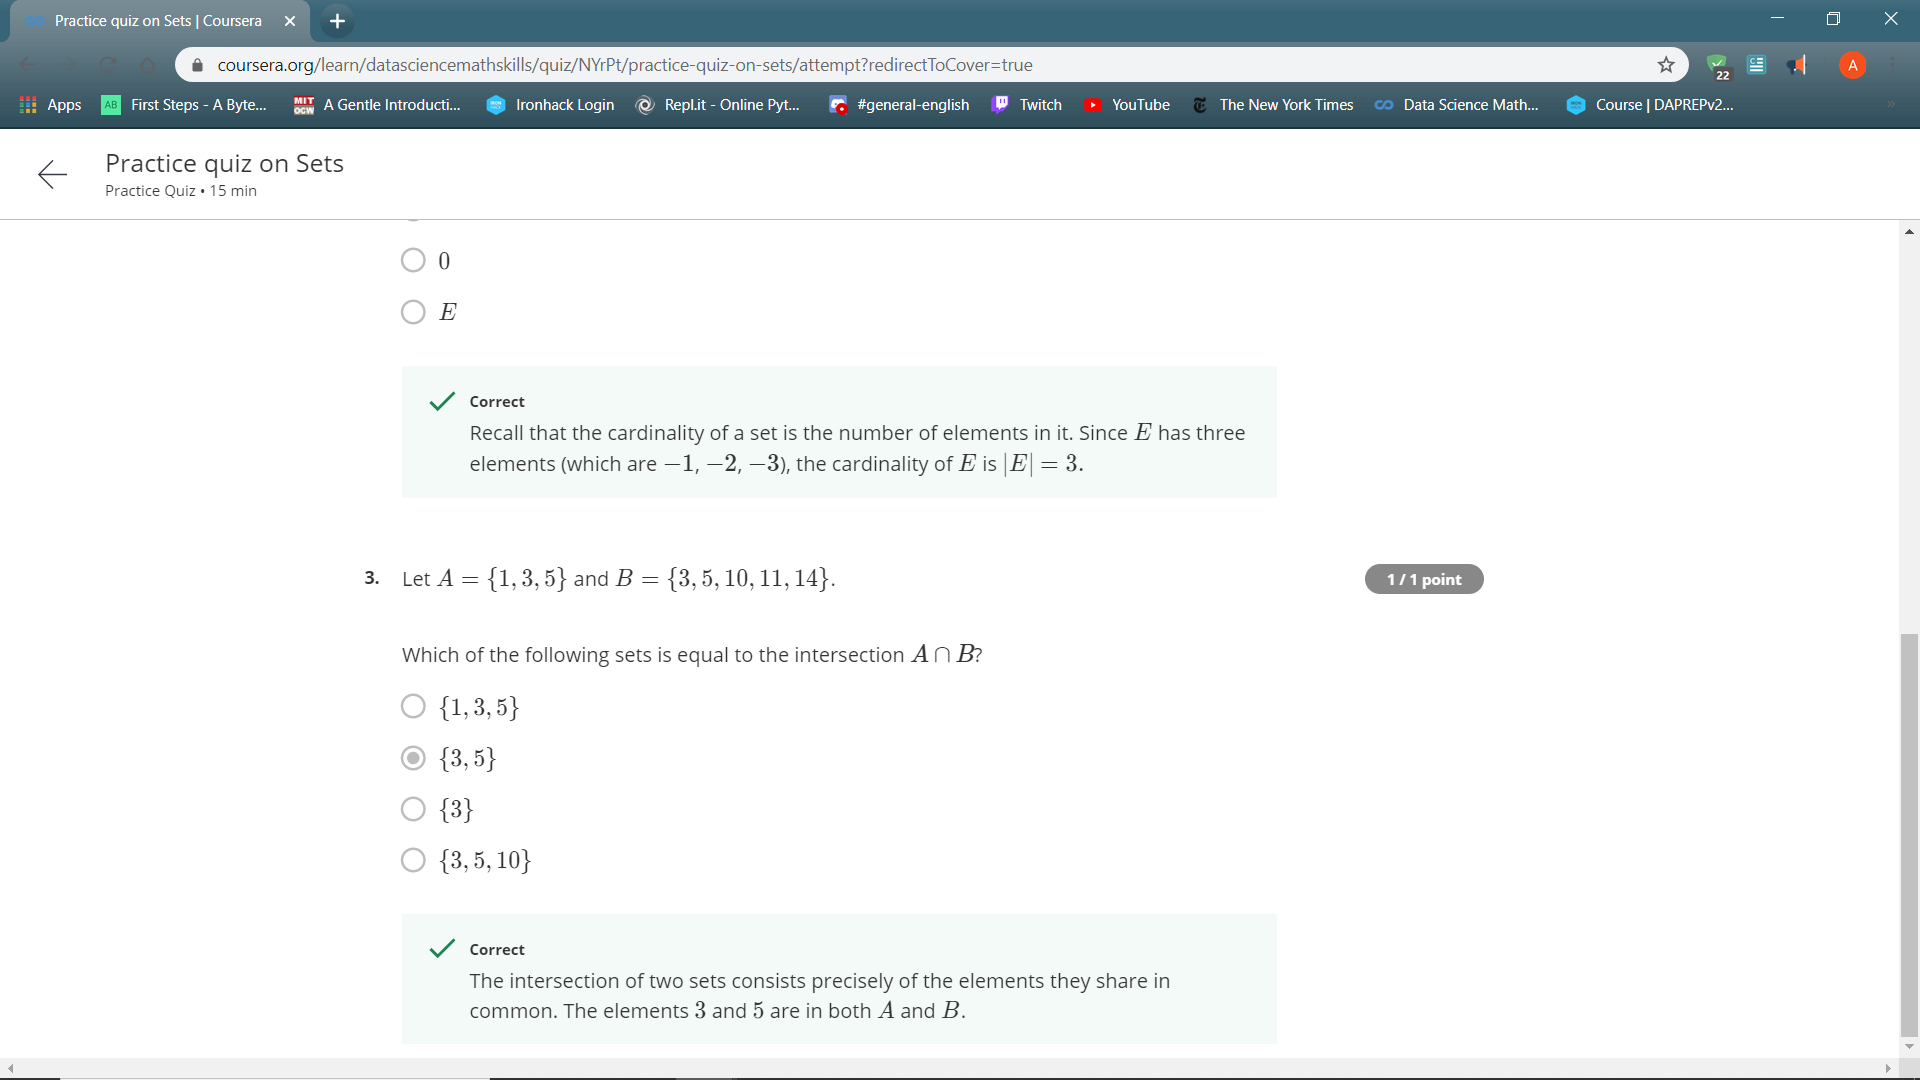 Practice quiz on Sets | Coursera
coursera.org/learn/datasciencemathskills/quiz/NYrPt/practice-quiz-on-sets/attempt?redirectToCover=true
22
A
Apps
AB First Steps - A Byte...
MIT OCW A Gentle Introducti...
Ironhack Login
Repl.it - Online Pyt...
#general-english
Twitch
YouTube
The New York Times
Data Science Math...
Course | DAPREPv2...
Practice quiz on Sets
Practice Quiz • 15 min
0
E
Correct
Recall that the cardinality of a set is the number of elements in it. Since E has three
elements (which are −1, −2, −3), the cardinality of E is |E| = 3.
3. Let A = {1, 3, 5} and B = {3, 5, 10, 11, 14}.
1 / 1 point
Which of the following sets is equal to the intersection A ∩ B?
{1, 3, 5}
{3, 5}
{3}
{3, 5, 10}
Correct
The intersection of two sets consists precisely of the elements they share in
common. The elements 3 and 5 are in both A and B.